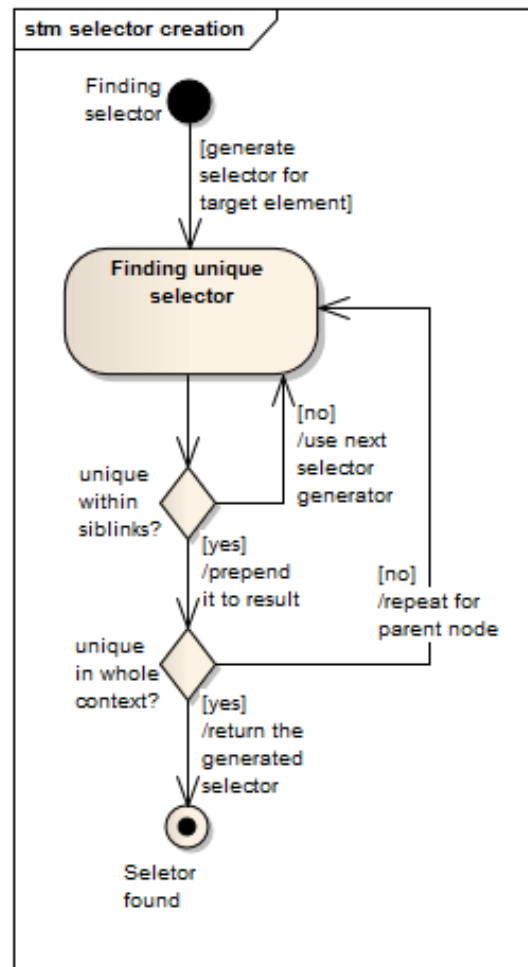 stm selector creation
Finding
selector
[generate
selector for
target element]
Finding unique
selector
[no]
/use next
selector
generator
unique
within
siblinks?
[yes]
/prepend
it to result
[no]
/repeat for
parent node
unique
in whole
context?
[yes]
/return the
generated
selector
Seletor
found